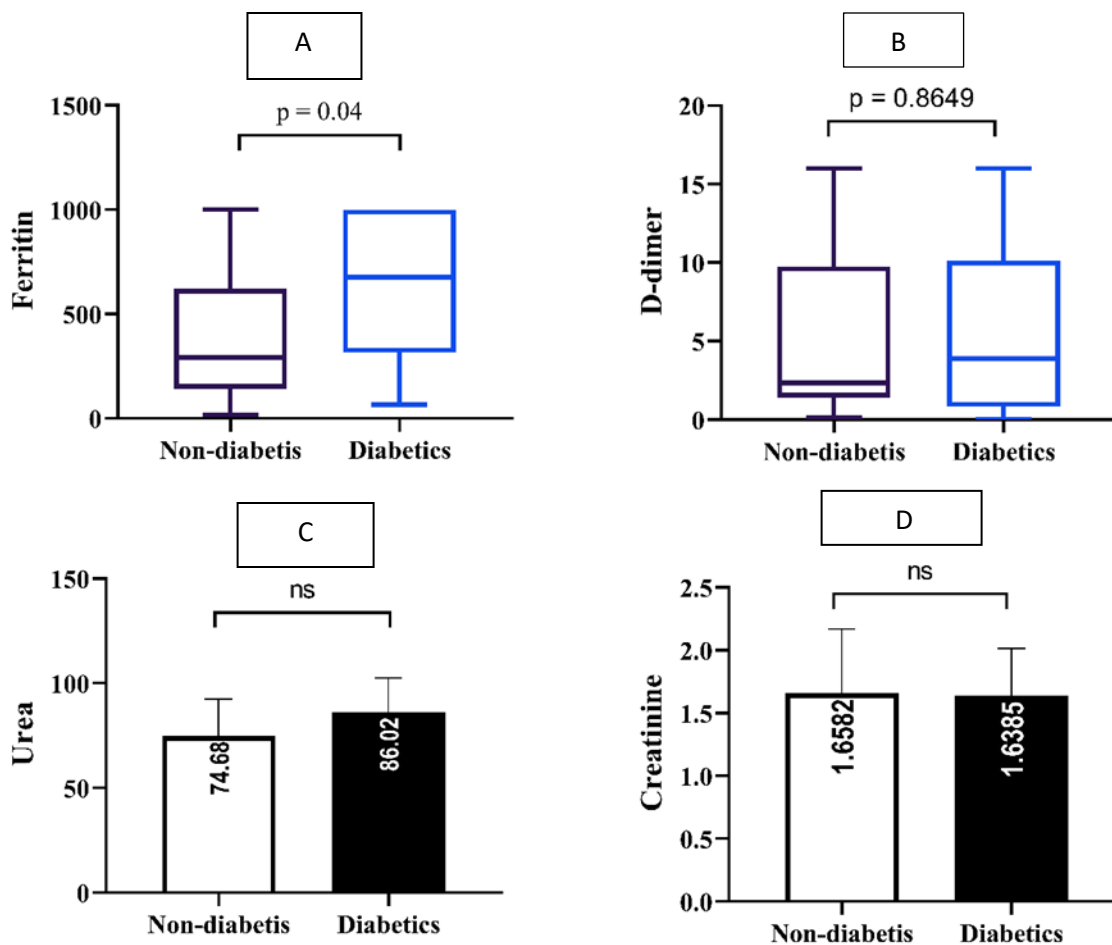 A
p = 0.04
Ferritin
1500
1000
500
0
Non-diabetis Diabetics
B
p = 0.8649
D-dimer
20
15
10
5
0
Non-diabetis Diabetics
C
ns
Urea
150
100
50
0
74.68
86.02
Non-diabetis Diabetics
D
ns
Creatinine
2.5
2.0
1.5
1.0
0.5
0.0
1.6582
1.6385
Non-diabetis Diabetics